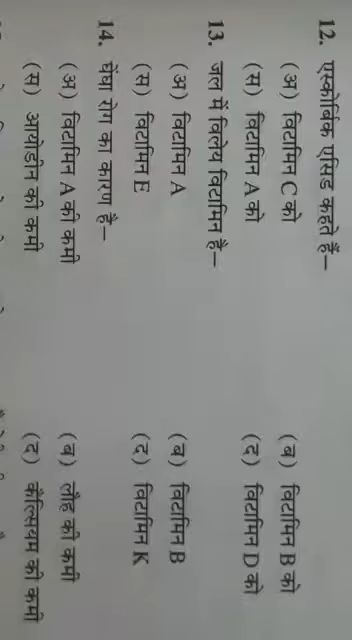 12. एस्कोर्बिक एसिड कहते हैं—
(अ) विटामिन C को (ब) विटामिन B को
(स) विटामिन A को (द) विटामिन D को
13. जल में विलेय विटामिन है—
(अ) विटामिन A (ब) विटामिन B
(स) विटामिन E (द) विटामिन K
14. घेंघा रोग का कारण है—
(अ) विटामिन A की कमी (ब) लौह की कमी
(स) आयोडीन की कमी (द) कैल्सियम की कमी